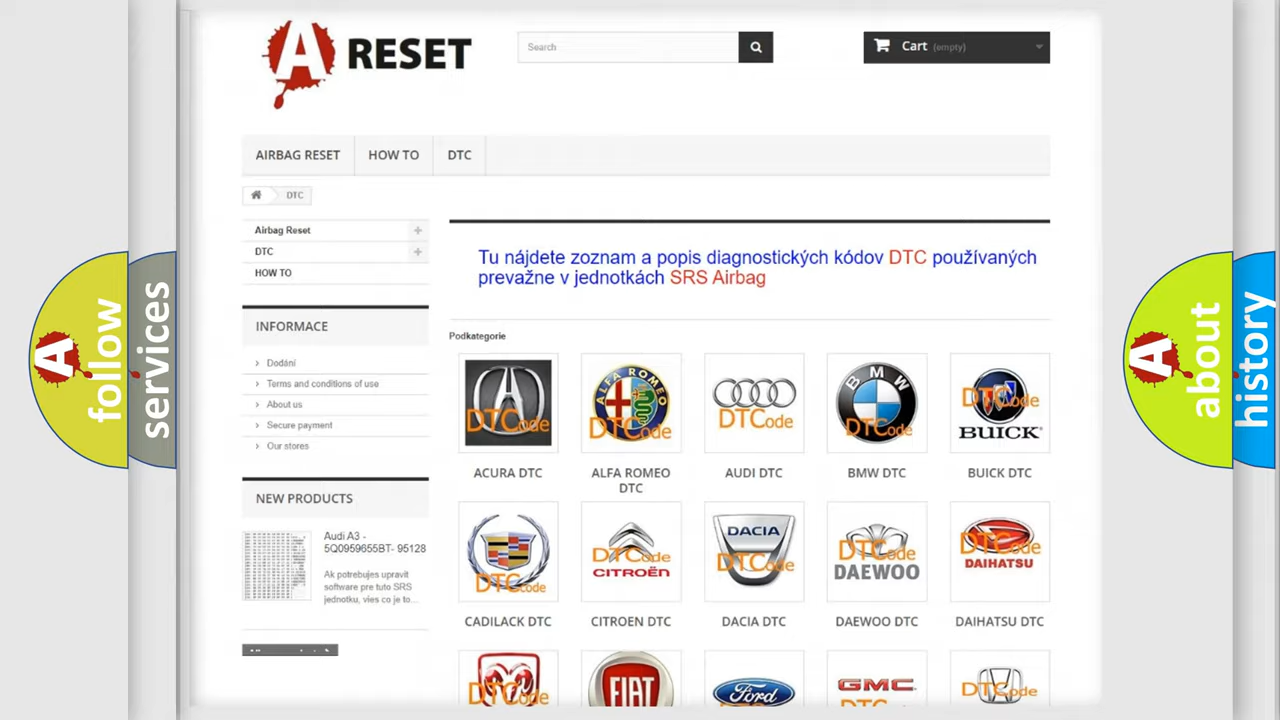 A RESET
Search
Cart (empty)
AIRBAG RESET
HOW TO
DTC
DTC
Airbag Reset
DTC
HOW TO
INFORMACE
Dodání
Terms and conditions of use
About us
Secure payment
Our stores
NEW PRODUCTS
Audi A3 -
5Q0959655BT- 95128
Ak potrebujes upravit
software pre tuto SRS
jednotku, vies co je to...
Tu nájdete zoznam a popis diagnostických kódov DTC používaných
prevažne v jednotkách SRS Airbag
Podkategorie
DTCode
ALFA ROMEO
DTCode
DTCode
BMW
DTCode
DTCode
BUICK
ACURA DTC
ALFA ROMEO
DTC
AUDI DTC
BMW DTC
BUICK DTC
DTCode
DTCode
CITROËN
DACIA
DTCode
DTCode
DAEWOO
DTCode
DAIHATSU
CADILACK DTC
CITROEN DTC
DACIA DTC
DAEWOO DTC
DAIHATSU DTC
DTCode
FIAT
Ford
GMC
DTCode
A follow
services
A about
history